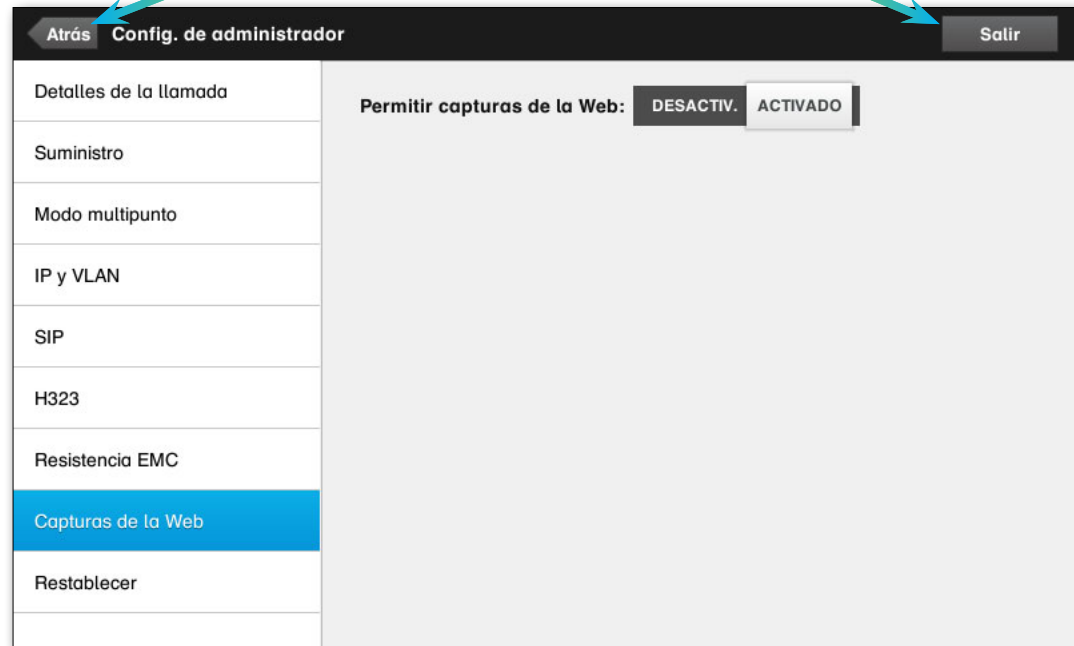 Atrás Config. de administrador Salir
Detalles de la llamada
Permitir capturas de la Web: DESACTIV. ACTIVADO
Suministro
Modo multipunto
IP y VLAN
SIP
H323
Resistencia EMC
Capturas de la Web
Restablecer